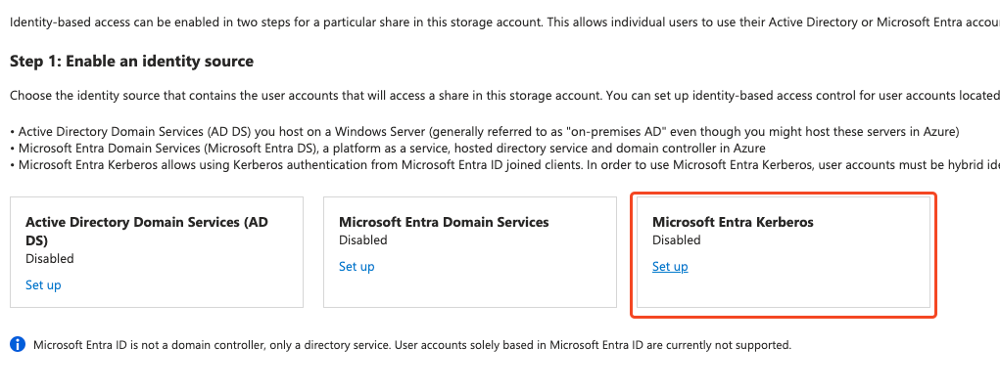 Identity-based access can be enabled in two steps for a particular share in this storage account. This allows individual users to use their Active Directory or Microsoft Entra accou
Step 1: Enable an identity source
Choose the identity source that contains the user accounts that will access a share in this storage account. You can set up identity-based access control for user accounts located
• Active Directory Domain Services (AD DS) you host on a Windows Server (generally referred to as "on-premises AD" even though you might host these servers in Azure)
• Microsoft Entra Domain Services (Microsoft Entra DS), a platform as a service, hosted directory service and domain controller in Azure
• Microsoft Entra Kerberos allows using Kerberos authentication from Microsoft Entra ID joined clients. In order to use Microsoft Entra Kerberos, user accounts must be hybrid ide
Active Directory Domain Services (AD
DS)
Disabled
Set up
Microsoft Entra Domain Services
Disabled
Set up
Microsoft Entra Kerberos
Disabled
Set up
Microsoft Entra ID is not a domain controller, only a directory service. User accounts solely based in Microsoft Entra ID are currently not supported.